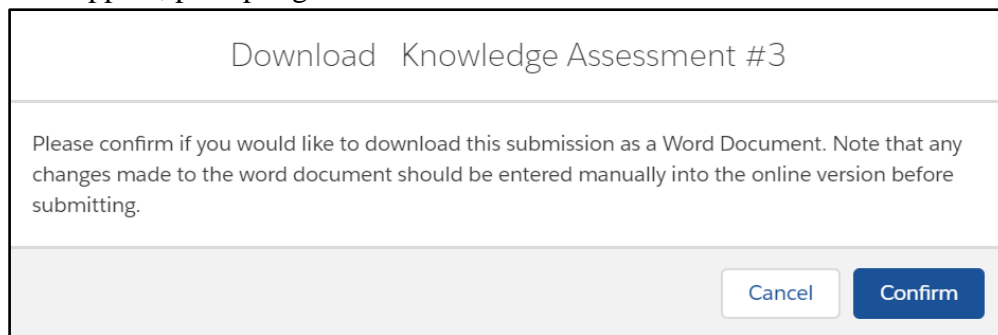 Download Knowledge Assessment #3
Please confirm if you would like to download this submission as a Word Document. Note that any
changes made to the word document should be entered manually into the online version before
submitting.
Cancel Confirm